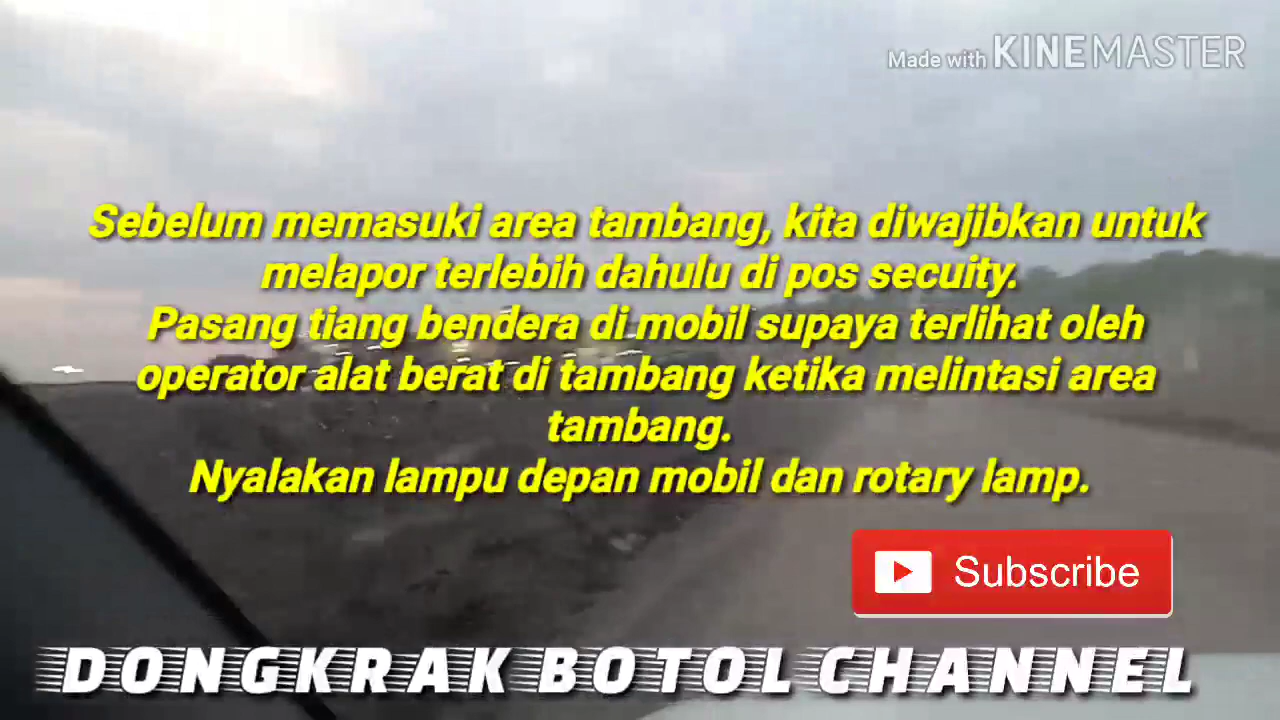 Made with KINEMASTER
Sebelum memasuki area tambang, kita diwajibkan untuk
melapor terlebih dahulu di pos secuity.
Pasang tiang bendera di mobil supaya terlihat oleh
operator alat berat di tambang ketika melintasi area
tambang.
Nyalakan lampu depan mobil dan rotary lamp.
Subscribe
DONGKRAK BOTOL CHANNEL